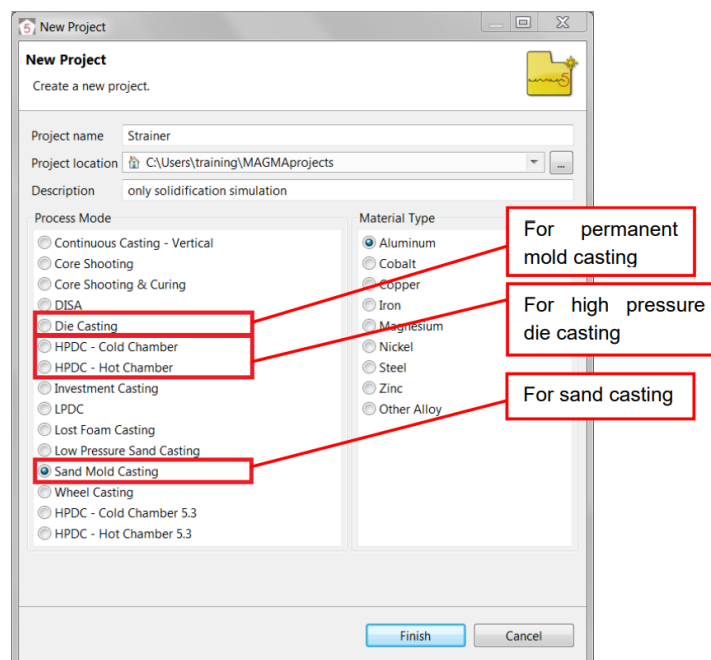 5 New Project
New Project
Create a new project.
5
Project name Strainer
Project location C:\Users\training\MAGMAprojects ...
Description only solidification simulation
Process Mode
Continuous Casting - Vertical
Core Shooting
Core Shooting & Curing
DISA
Die Casting
HPDC - Cold Chamber
HPDC - Hot Chamber
Investment Casting
LPDC
Lost Foam Casting
Low Pressure Sand Casting
Sand Mold Casting
Wheel Casting
HPDC - Cold Chamber 5.3
HPDC - Hot Chamber 5.3
Material Type
Aluminum
Cobalt
Copper
Iron
Magnesium
Nickel
Steel
Zinc
Other Alloy
For permanent
mold casting
For high pressure
die casting
For sand casting
Finish Cancel